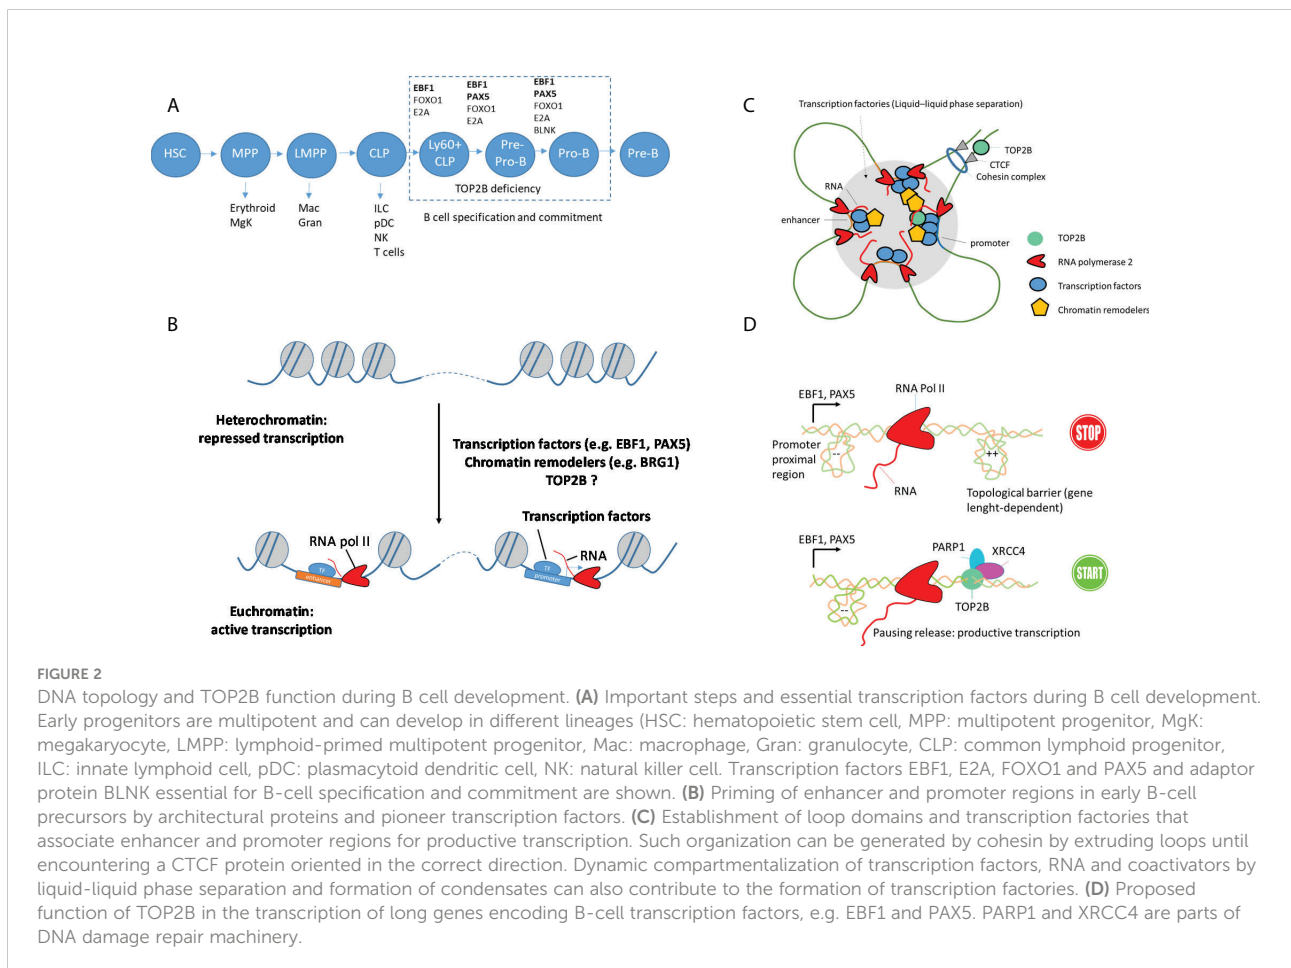 A
EBF1
FOXO1
E2A
EBF1
PAX5
FOXO1
E2A
EBF1
PAX5
FOXO1
E2A
BLNK
HSC
MPP
LMPP
CLP
Ly60+
CLP
Pre-
Pro-B
Pro-B
Pre-B
TOP2B deficiency
Erythroid
MgK
Mac
Gran
ILC
pDC
NK
T cells
B cell specification and commitment
B
Heterochromatin:
repressed transcription
Transcription factors (e.g. EBF1, PAX5)
Chromatin remodelers (e.g. BRG1)
TOP2B ?
Transcription factors
RNA pol II
RNA
TF
enhancer
TF
promoter
Euchromatin:
active transcription
C
Transcription factories (Liquid–liquid phase separation)
TOP2B
CTCF
Cohesin complex
RNA
enhancer
promoter
TOP2B
RNA polymerase 2
Transcription factors
Chromatin remodelers
D
RNA Pol II
EBF1, PAX5
STOP
Promoter
proximal
region
--
++
RNA
Topological barrier (gene
lenght-dependent)
EBF1, PAX5
PARP1
XRCC4
START
--
TOP2B
Pausing release: productive transcription
FIGURE 2
DNA topology and TOP2B function during B cell development. (A) Important steps and essential transcription factors during B cell development.
Early progenitors are multipotent and can develop in different lineages (HSC: hematopoietic stem cell, MPP: multipotent progenitor, MgK:
megakaryocyte, LMPP: lymphoid-primed multipotent progenitor, Mac: macrophage, Gran: granulocyte, CLP: common lymphoid progenitor,
ILC: innate lymphoid cell, pDC: plasmacytoid dendritic cell, NK: natural killer cell. Transcription factors EBF1, E2A, FOXO1 and PAX5 and adaptor
protein BLNK essential for B-cell specification and commitment are shown. (B) Priming of enhancer and promoter regions in early B-cell
precursors by architectural proteins and pioneer transcription factors. (C) Establishment of loop domains and transcription factories that
associate enhancer and promoter regions for productive transcription. Such organization can be generated by cohesin by extruding loops until
encountering a CTCF protein oriented in the correct direction. Dynamic compartmentalization of transcription factors, RNA and coactivators by
liquid-liquid phase separation and formation of condensates can also contribute to the formation of transcription factories. (D) Proposed
function of TOP2B in the transcription of long genes encoding B-cell transcription factors, e.g. EBF1 and PAX5. PARP1 and XRCC4 are parts of
DNA damage repair machinery.